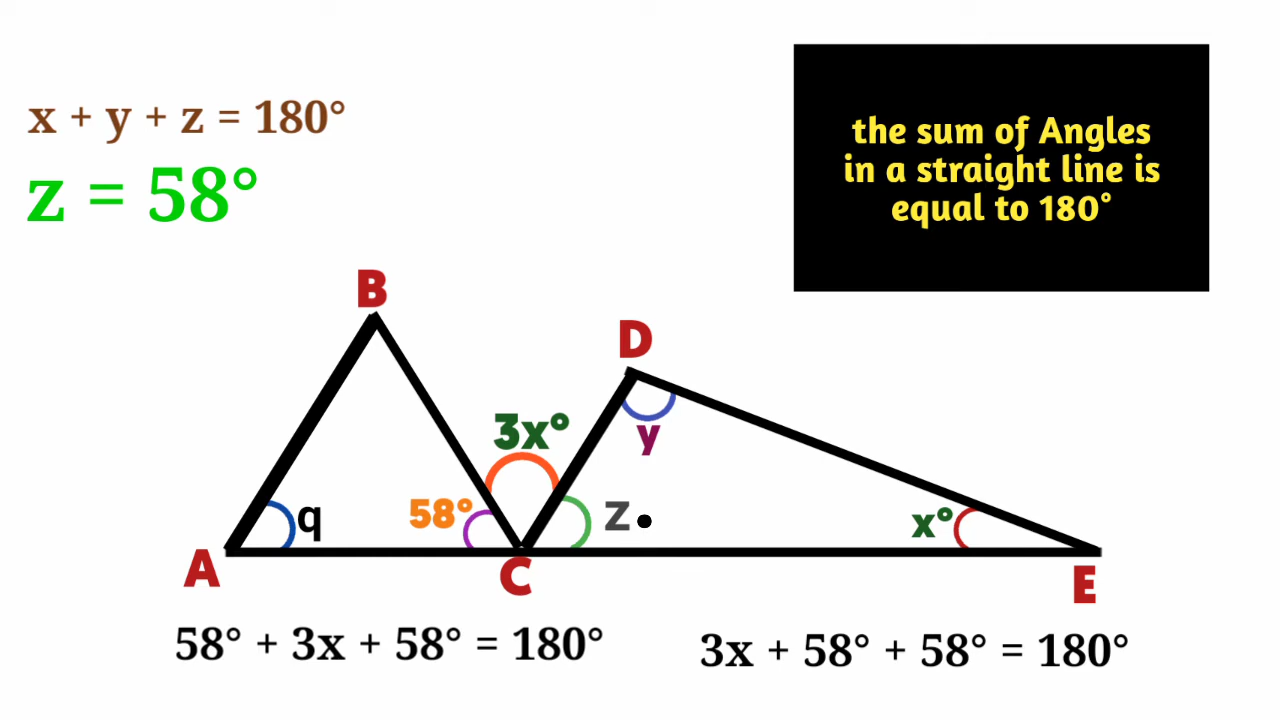 x + y + z = 180°
z = 58°
the sum of Angles
in a straight line is
equal to 180°
B
D
3x°
y
58°
q
z
x°
A
C
E
58° + 3x + 58° = 180°
3x + 58° + 58° = 180°